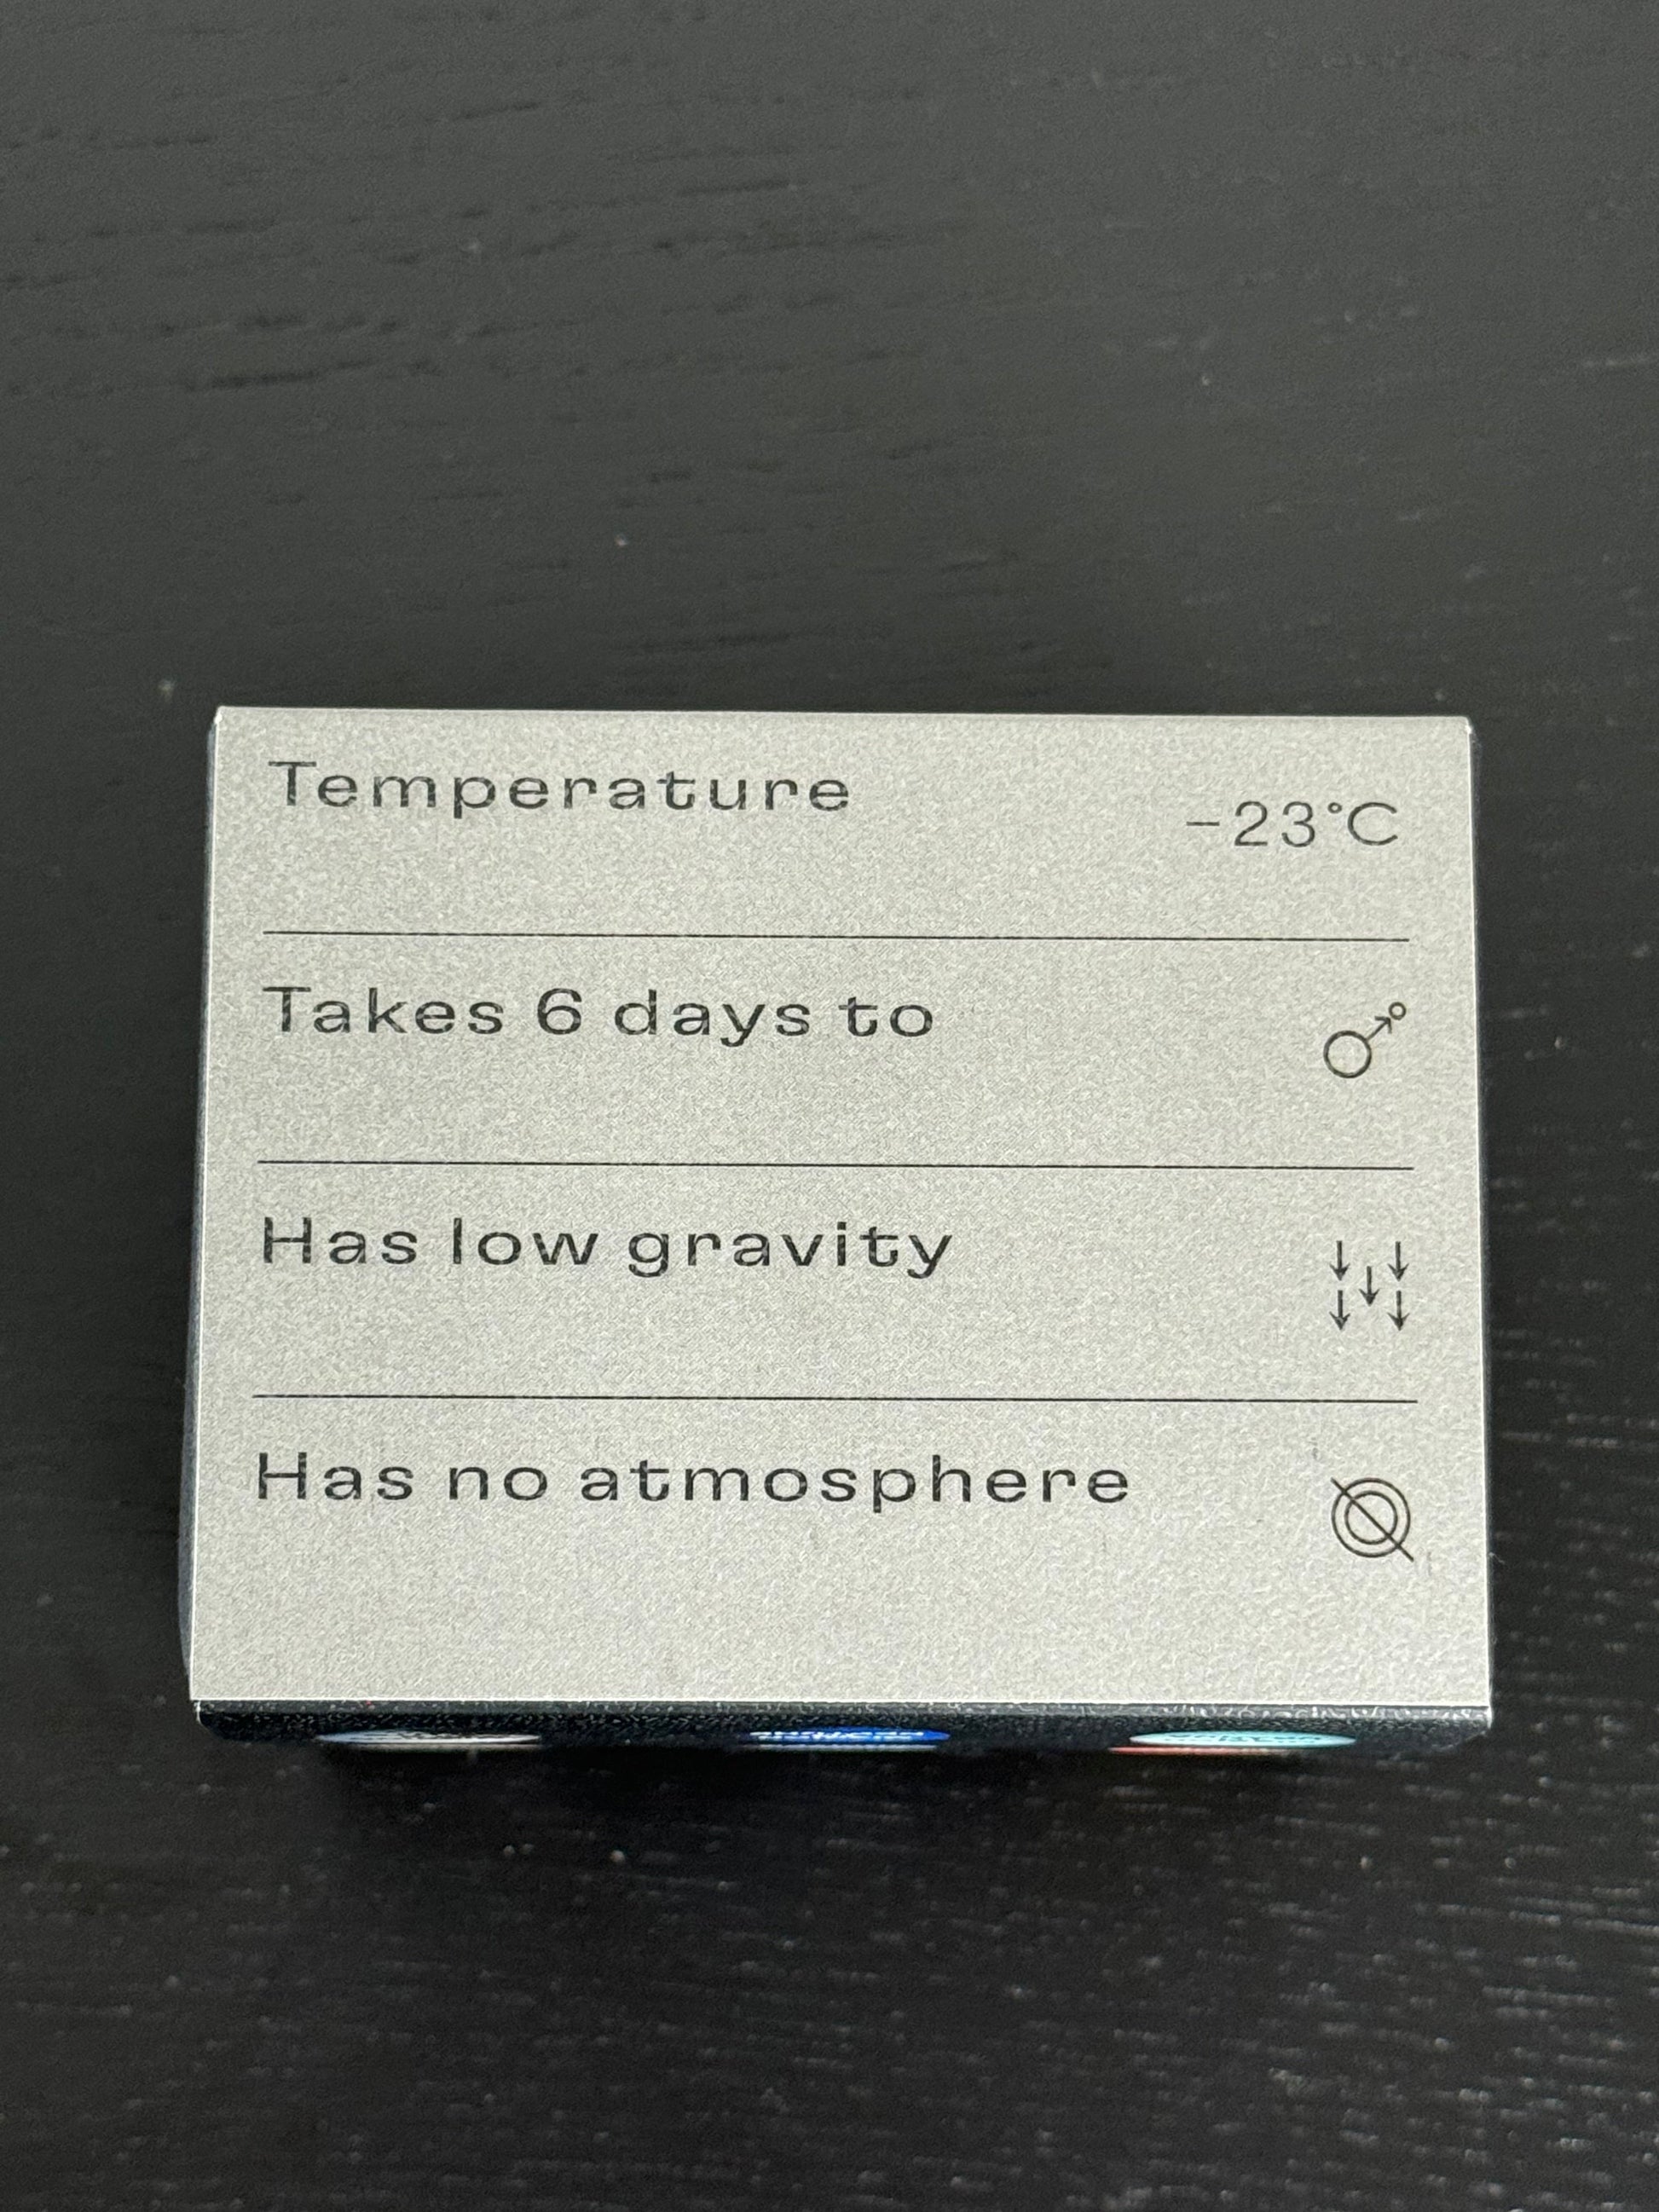 Temperature
-23°C
Takes 6 days to
Has low gravity
Has no atmosphere